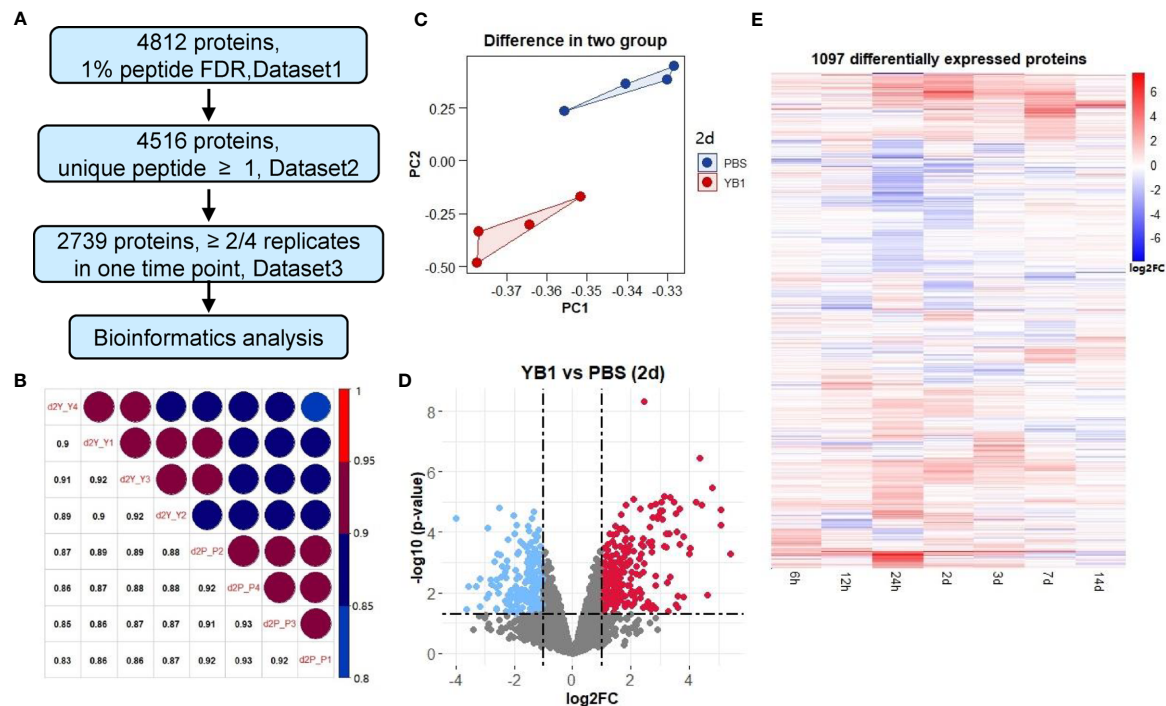 A
4812 proteins,
1% peptide FDR,Dataset1
4516 proteins,
unique peptide ≥ 1, Dataset2
2739 proteins, ≥ 2/4 replicates
in one time point, Dataset3
Bioinformatics analysis
B
d2Y_Y4
0.9 d2Y_Y1
0.91 0.92 d2Y_Y3
0.89 0.9 0.92 d2Y_Y2
0.87 0.89 0.89 0.88 d2P_P2
0.86 0.87 0.88 0.88 0.92 d2P_P4
0.85 0.86 0.87 0.87 0.91 0.93 d2P_P3
0.83 0.86 0.86 0.87 0.92 0.93 0.92 d2P_P1
1
0.95
0.9
0.85
0.8
C
Difference in two group
PC2
0.25
0.00
-0.25
-0.50
-0.37 -0.36 -0.35 -0.34 -0.33
PC1
2d
PBS
YB1
D
YB1 vs PBS (2d)
-log10 (p-value)
8
6
4
2
0
-4 -2 0 2 4
log2FC
E
1097 differentially expressed proteins
6
4
2
0
-2
-4
-6
log2FC
6h 12h 24h 2d 3d 7d 14d